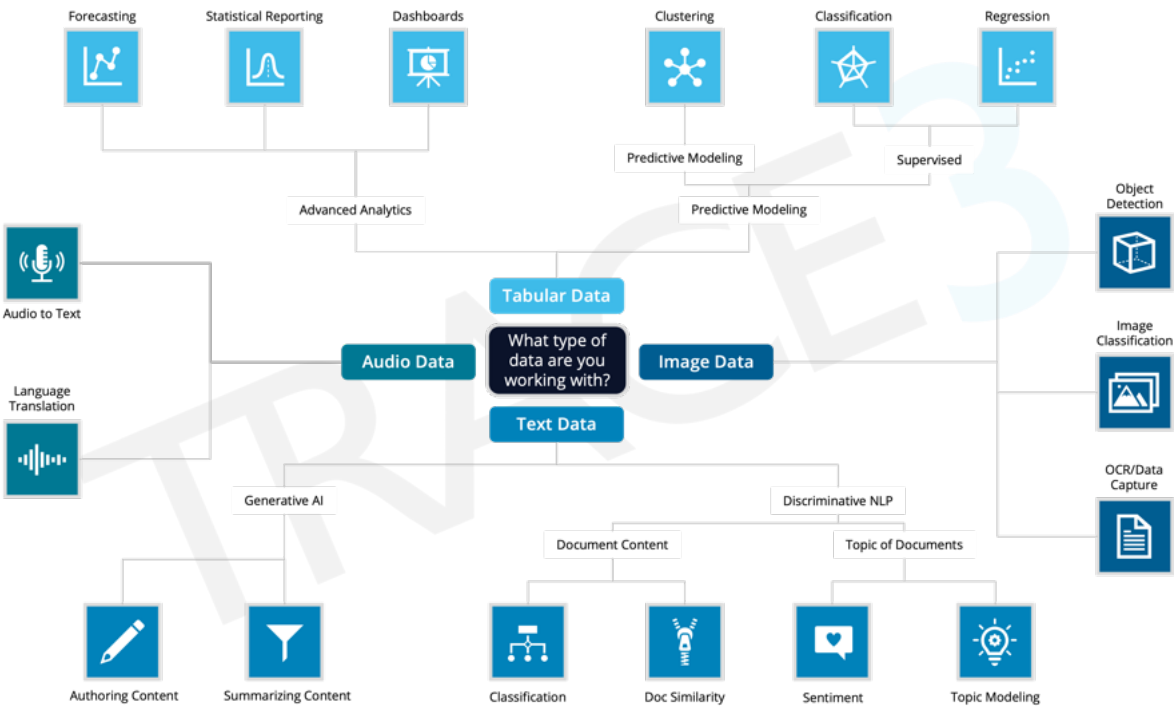 Forecasting
Statistical Reporting
Dashboards
Clustering
Classification
Regression
Predictive Modeling
Supervised
Advanced Analytics
Predictive Modeling
Object
Detection
Audio to Text
Tabular Data
What type of
data are you
working with?
Audio Data
Image Data
Text Data
Image
Classification
Language
Translation
OCR/Data
Capture
Generative AI
Discriminative NLP
Document Content
Topic of Documents
Authoring Content
Summarizing Content
Classification
Doc Similarity
Sentiment
Topic Modeling
TRACE3